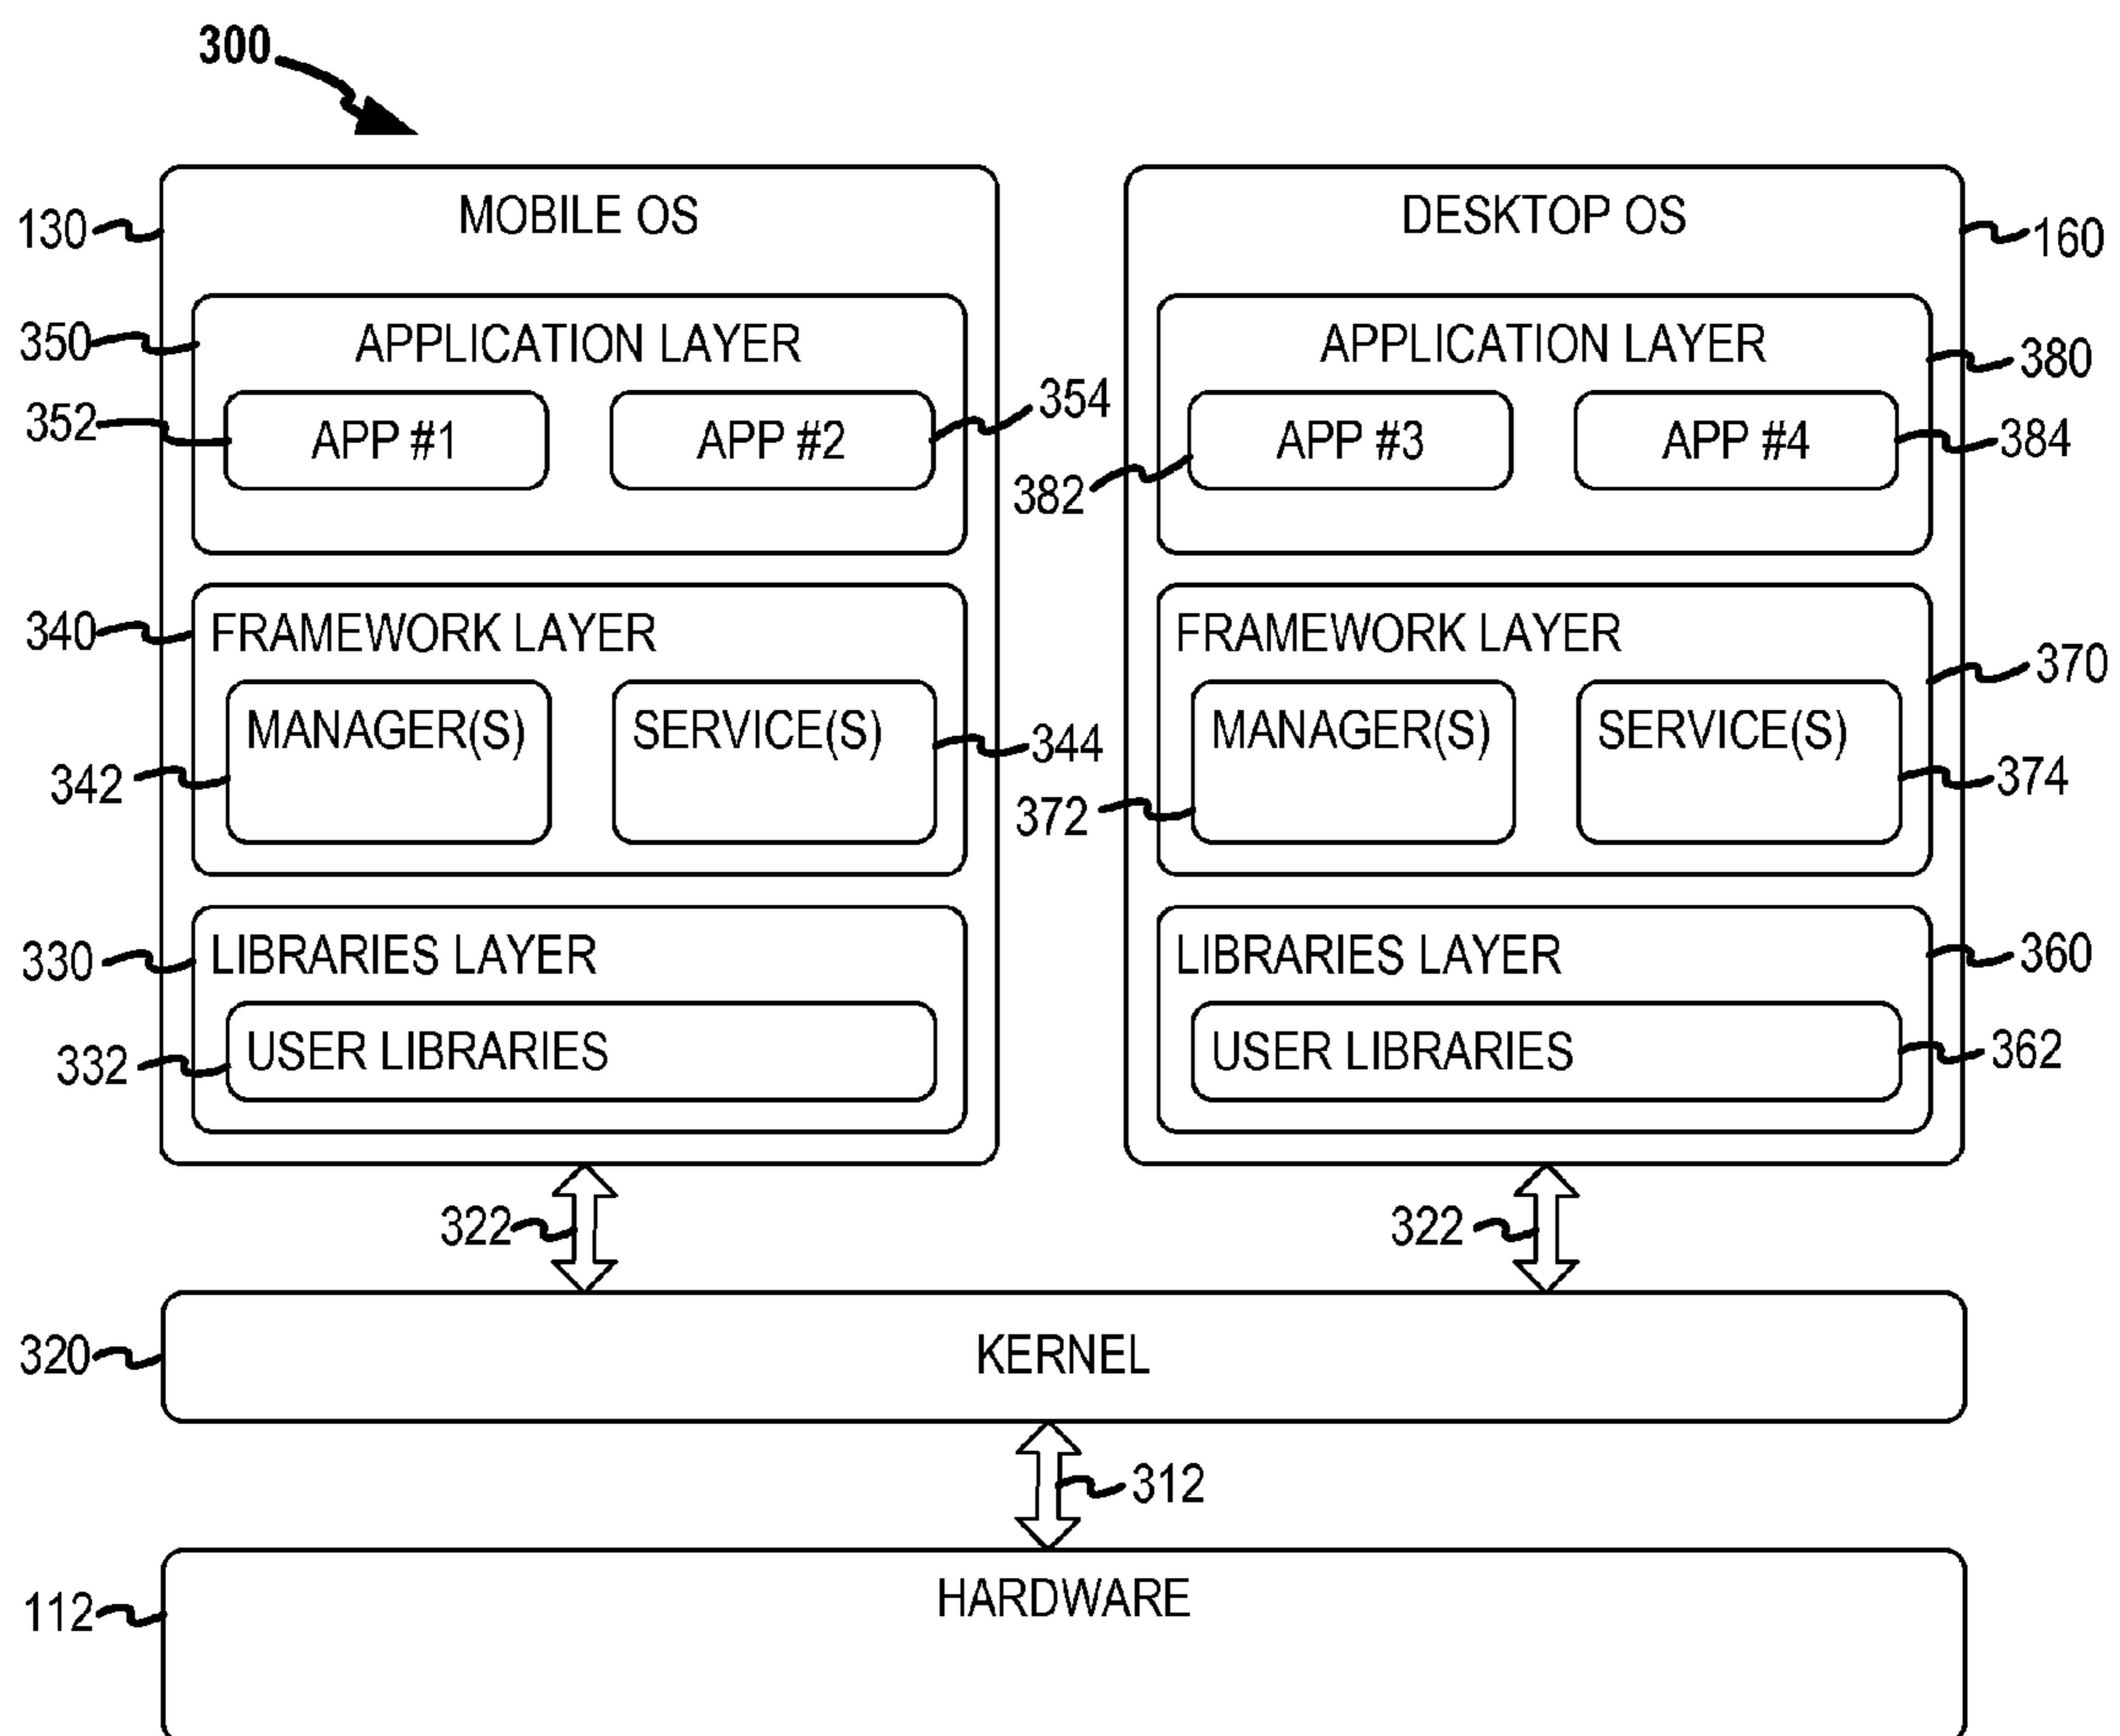 300
MOBILE OS
DESKTOP OS
130
160
350
APPLICATION LAYER
APPLICATION LAYER
380
352
APP #1
APP #2
354
382
APP #3
APP #4
384
340
FRAMEWORK LAYER
FRAMEWORK LAYER
370
342
MANAGER(S)
SERVICE(S)
344
372
MANAGER(S)
SERVICE(S)
374
330
LIBRARIES LAYER
LIBRARIES LAYER
360
332
USER LIBRARIES
USER LIBRARIES
362
322
322
320
KERNEL
312
112
HARDWARE